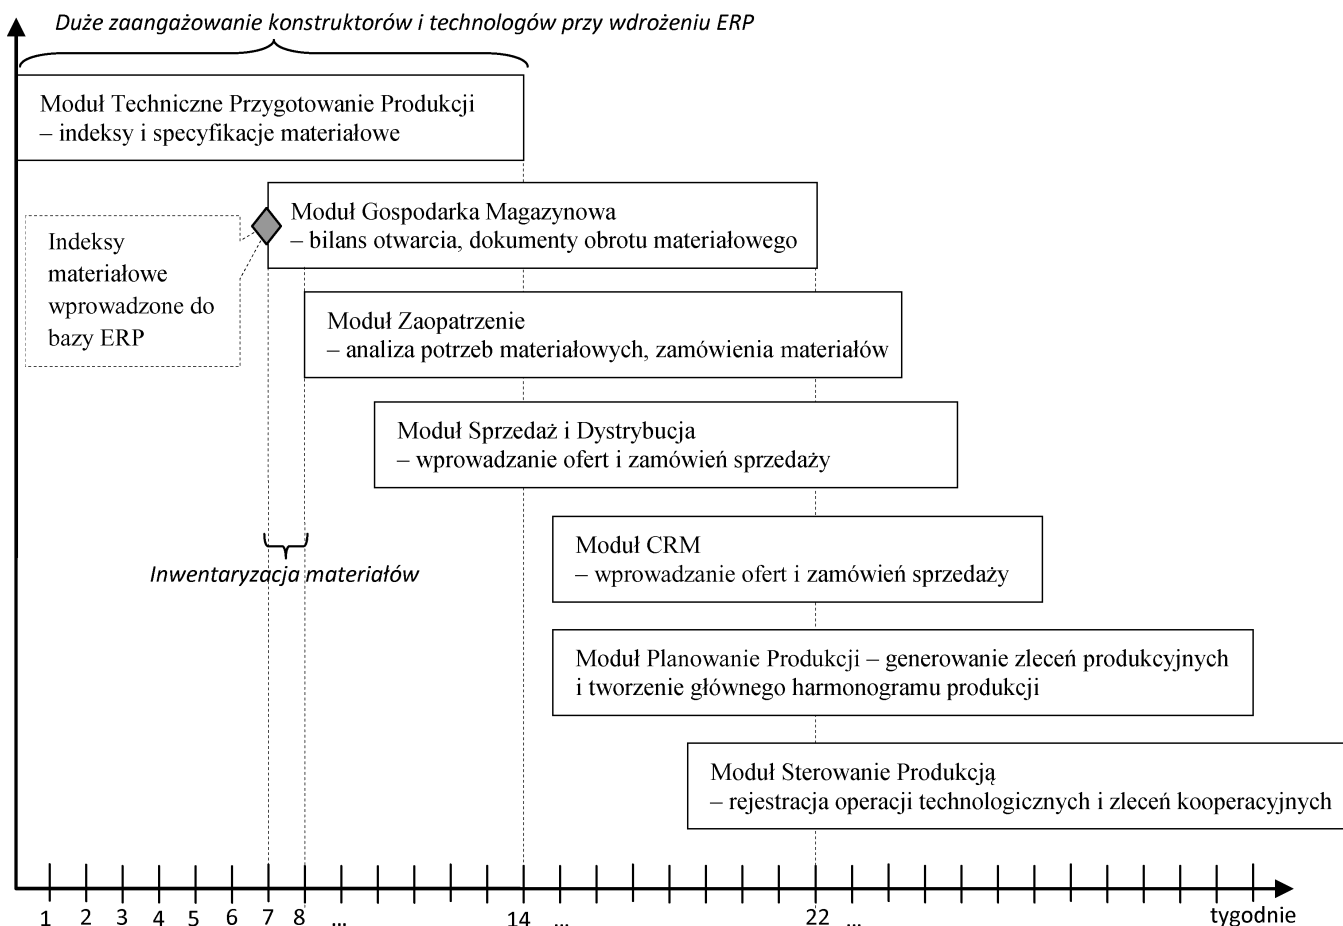 Duże zaangażowanie konstruktorów i technologów przy wdrożeniu ERP
Moduł Techniczne Przygotowanie Produkcji
– indeksy i specyfikacje materiałowe
Moduł Gospodarka Magazynowa
– bilans otwarcia, dokumenty obrotu materiałowego
Indeksy
materiałowe
wprowadzone do
bazy ERP
Moduł Zaopatrzenie
– analiza potrzeb materiałowych, zamówienia materiałów
Moduł Sprzedaż i Dystrybucja
– wprowadzanie ofert i zamówień sprzedaży
Moduł CRM
– wprowadzanie ofert i zamówień sprzedaży
Inwentaryzacja materiałów
Moduł Planowanie Produkcji – generowanie zleceń produkcyjnych
i tworzenie głównego harmonogramu produkcji
Moduł Sterowanie Produkcją
– rejestracja operacji technologicznych i zleceń kooperacyjnych
1 2 3 4 5 6 7 8 ... 14 ... 22 ... tygodnie